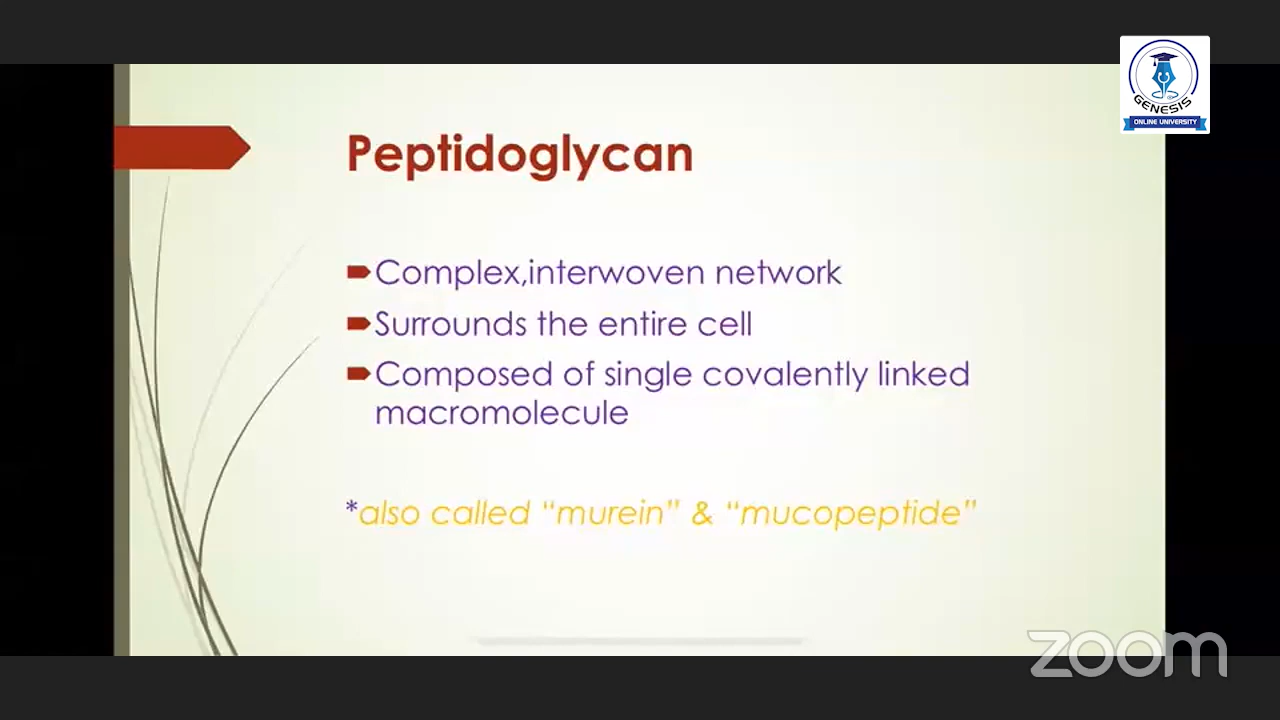 GENESIS
ONLINE UNIVERSITY
Peptidoglycan
Complex,interwoven network
Surrounds the entire cell
Composed of single covalently linked
macromolecule
*also called “murein” & “mucopeptide”
zoom